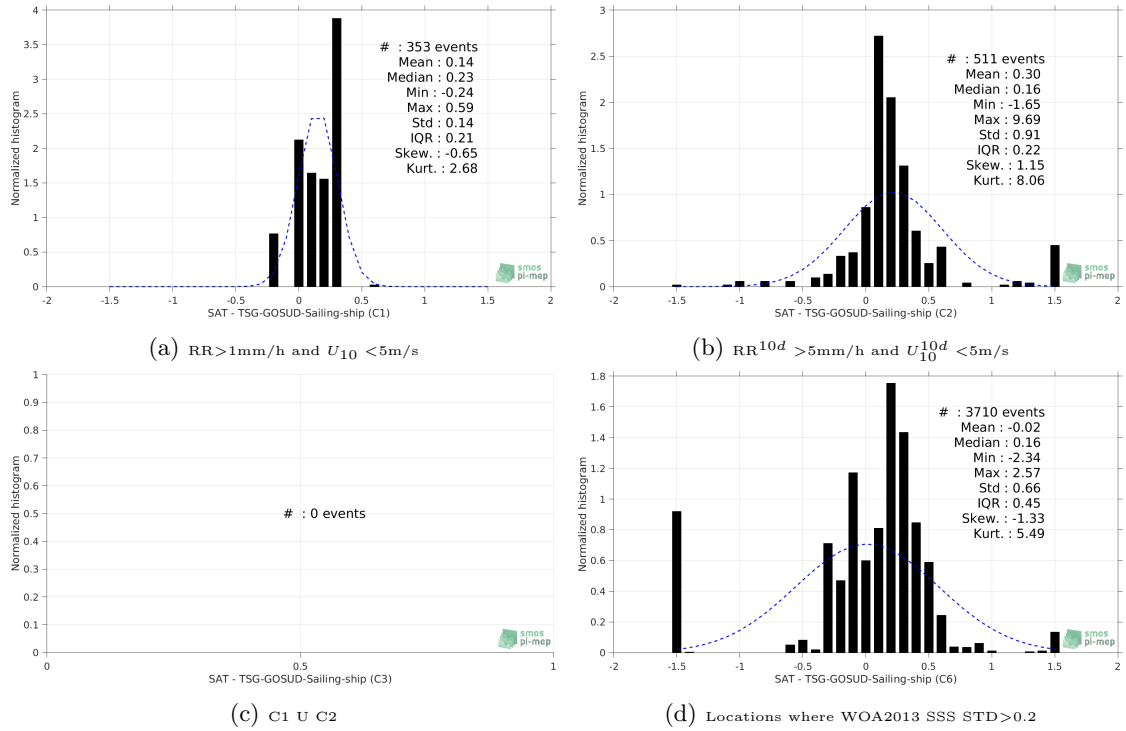 4
3.5
3
2.5
2
1.5
1
0.5
0
Normalized histogram
# : 353 events
Mean : 0.14
Median : 0.23
Min : -0.24
Max : 0.59
Std : 0.14
IQR : 0.21
Skew. : -0.65
Kurt. : 2.68
smos
pi-mep
-2 -1.5 -1 -0.5 0 0.5 1 1.5 2
SAT - TSG-GOSUD-Sailing-ship (C1)
(a) RR>1mm/h and U10 <5m/s
3
2.5
2
1.5
1
0.5
0
Normalized histogram
# : 511 events
Mean : 0.30
Median : 0.16
Min : -1.65
Max : 9.69
Std : 0.91
IQR : 0.22
Skew. : 1.15
Kurt. : 8.06
smos
pi-mep
-2 -1.5 -1 -0.5 0 0.5 1 1.5 2
SAT - TSG-GOSUD-Sailing-ship (C2)
(b) RR^10d >5mm/h and U_10^10d <5m/s
1
0.9
0.8
0.7
0.6
0.5
0.4
0.3
0.2
0.1
0
Normalized histogram
# : 0 events
smos
pi-mep
0 0.5 1
SAT - TSG-GOSUD-Sailing-ship (C3)
(c) C1 U C2
1.8
1.6
1.4
1.2
1
0.8
0.6
0.4
0.2
0
Normalized histogram
# : 3710 events
Mean : -0.02
Median : 0.16
Min : -2.34
Max : 2.57
Std : 0.66
IQR : 0.45
Skew. : -1.33
Kurt. : 5.49
smos
pi-mep
-2 -1.5 -1 -0.5 0 0.5 1 1.5 2
SAT - TSG-GOSUD-Sailing-ship (C6)
(d) Locations where WOA2013 SSS STD>0.2